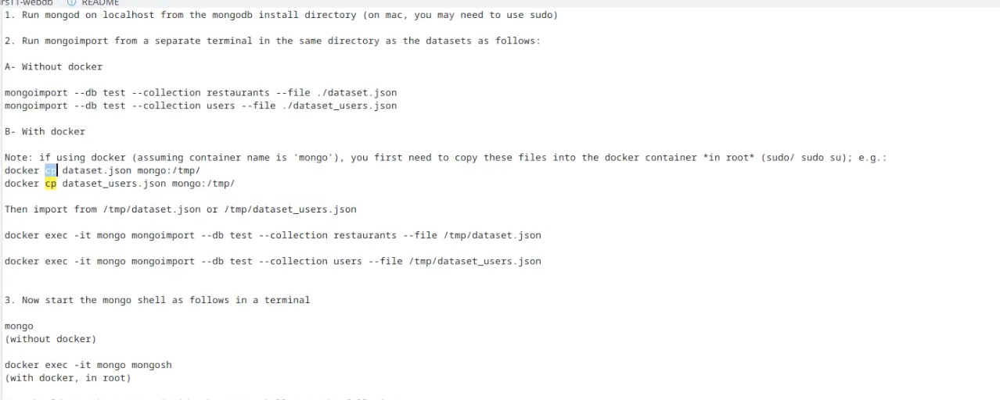 README
1. Run mongod on localhost from the mongodb install directory (on mac, you may need to use sudo)
2. Run mongoimport from a separate terminal in the same directory as the datasets as follows:
A- Without docker
mongoimport --db test --collection restaurants --file ./dataset.json
mongoimport --db test --collection users --file ./dataset_users.json
B- With docker
Note: if using docker (assuming container name is 'mongo'), you first need to copy these files into the docker container *in root* (sudo/ sudo su); e.g.:
docker cp dataset.json mongo:/tmp/
docker cp dataset_users.json mongo:/tmp/
Then import from /tmp/dataset.json or /tmp/dataset_users.json
docker exec -it mongo mongoimport --db test --collection restaurants --file /tmp/dataset.json
docker exec -it mongo mongoimport --db test --collection users --file /tmp/dataset_users.json
3. Now start the mongo shell as follows in a terminal
mongo
(without docker)
docker exec -it mongo mongosh
(with docker, in root)